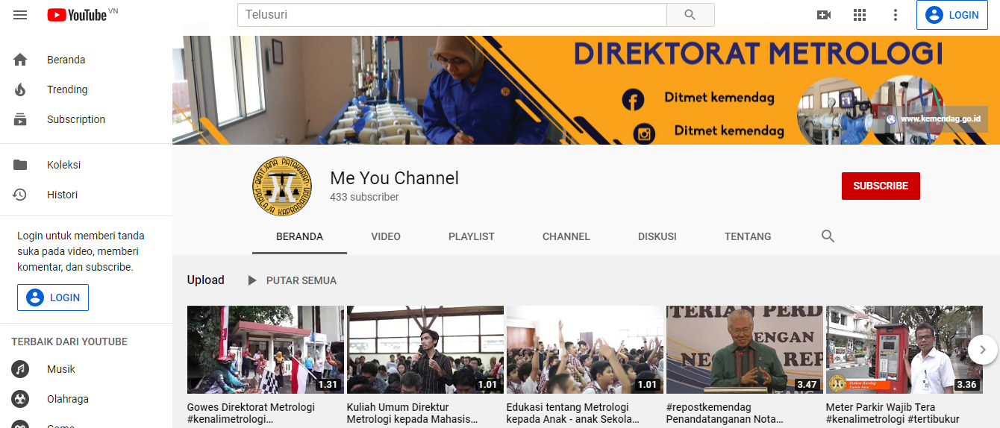 YouTube VN
Telusuri
LOGIN
Beranda
Trending
Subscription
Koleksi
Histori
Login untuk memberi tanda
suka pada video, memberi
komentar, dan subscribe.
LOGIN
TERBAIK DARI YOUTUBE
Musik
Olahraga
Game
DIREKTORAT METROLOGI
Ditmet kemendag
Ditmet kemendag
www.kemendag.go.id
Me You Channel
433 subscriber
SUBSCRIBE
BERANDA VIDEO PLAYLIST CHANNEL DISKUSI TENTANG
Upload PUTAR SEMUA
1.31
Gowes Direktorat Metrologi
#kenalimetrologi...
1.01
Kuliah Umum Direktur
Metrologi kepada Mahasis...
1.01
Edukasi tentang Metrologi
kepada Anak - anak Sekola...
TERIAN PERD
DENGAN
NE REP
TANG
3.47
#repostkemendag
Penandatanganan Nota...
3.36
Meter Parkir Wajib Tera
#kenalimetrologi #tertibukur